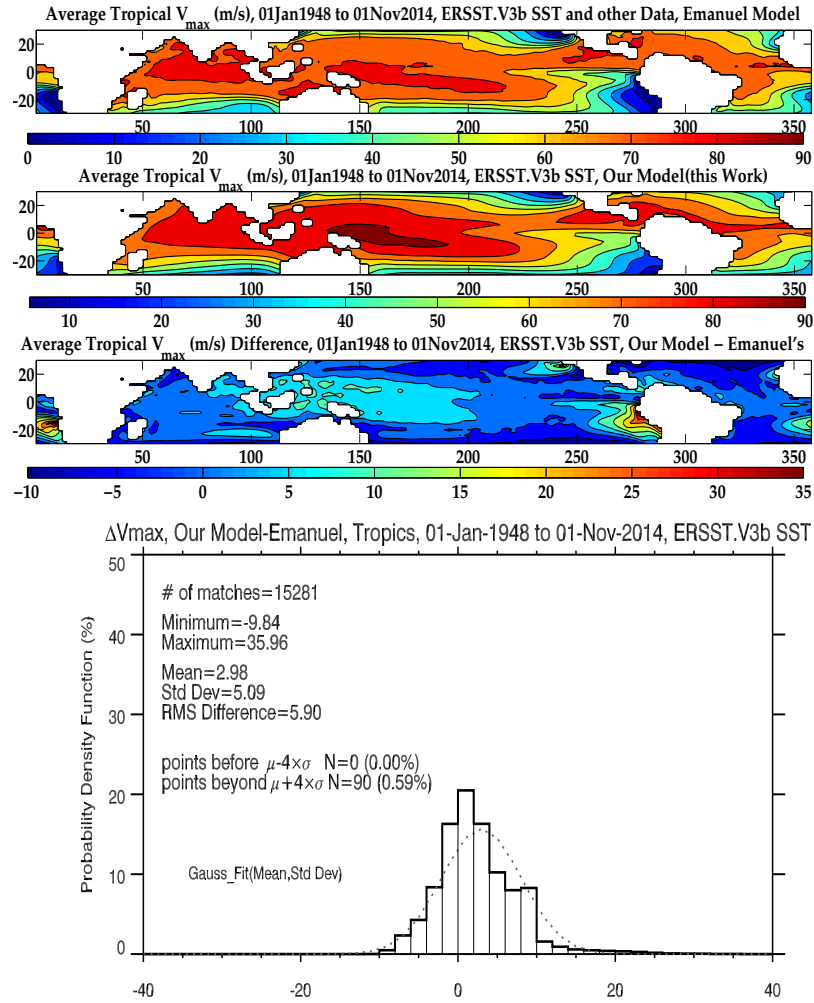 Average Tropical Vmax (m/s), 01Jan1948 to 01Nov2014, ERSST.V3b SST and other Data, Emanuel Model
20
0
-20
50 100 150 200 250 300 350
0 10 20 30 40 50 60 70 80 90
Average Tropical Vmax (m/s), 01Jan1948 to 01Nov2014, ERSST.V3b SST, Our Model(this Work)
20
0
-20
50 100 150 200 250 300 350
10 20 30 40 50 60 70 80 90
Average Tropical Vmax (m/s) Difference, 01Jan1948 to 01Nov2014, ERSST.V3b SST, Our Model – Emanuel's
20
0
-20
50 100 150 200 250 300 350
−10 −5 0 5 10 15 20 25 30 35
ΔVmax, Our Model-Emanuel, Tropics, 01-Jan-1948 to 01-Nov-2014, ERSST.V3b SST
50
# of matches=15281
Minimum=-9.84
40
Maximum=35.96
Mean=2.98
Std Dev=5.09
30
RMS Difference=5.90
points before μ-4×σ N=0 (0.00%)
points beyond μ+4×σ N=90 (0.59%)
20
Gauss_Fit(Mean,Std Dev)
10
0
Probability Density Function (%)
-40 -20 0 20 40